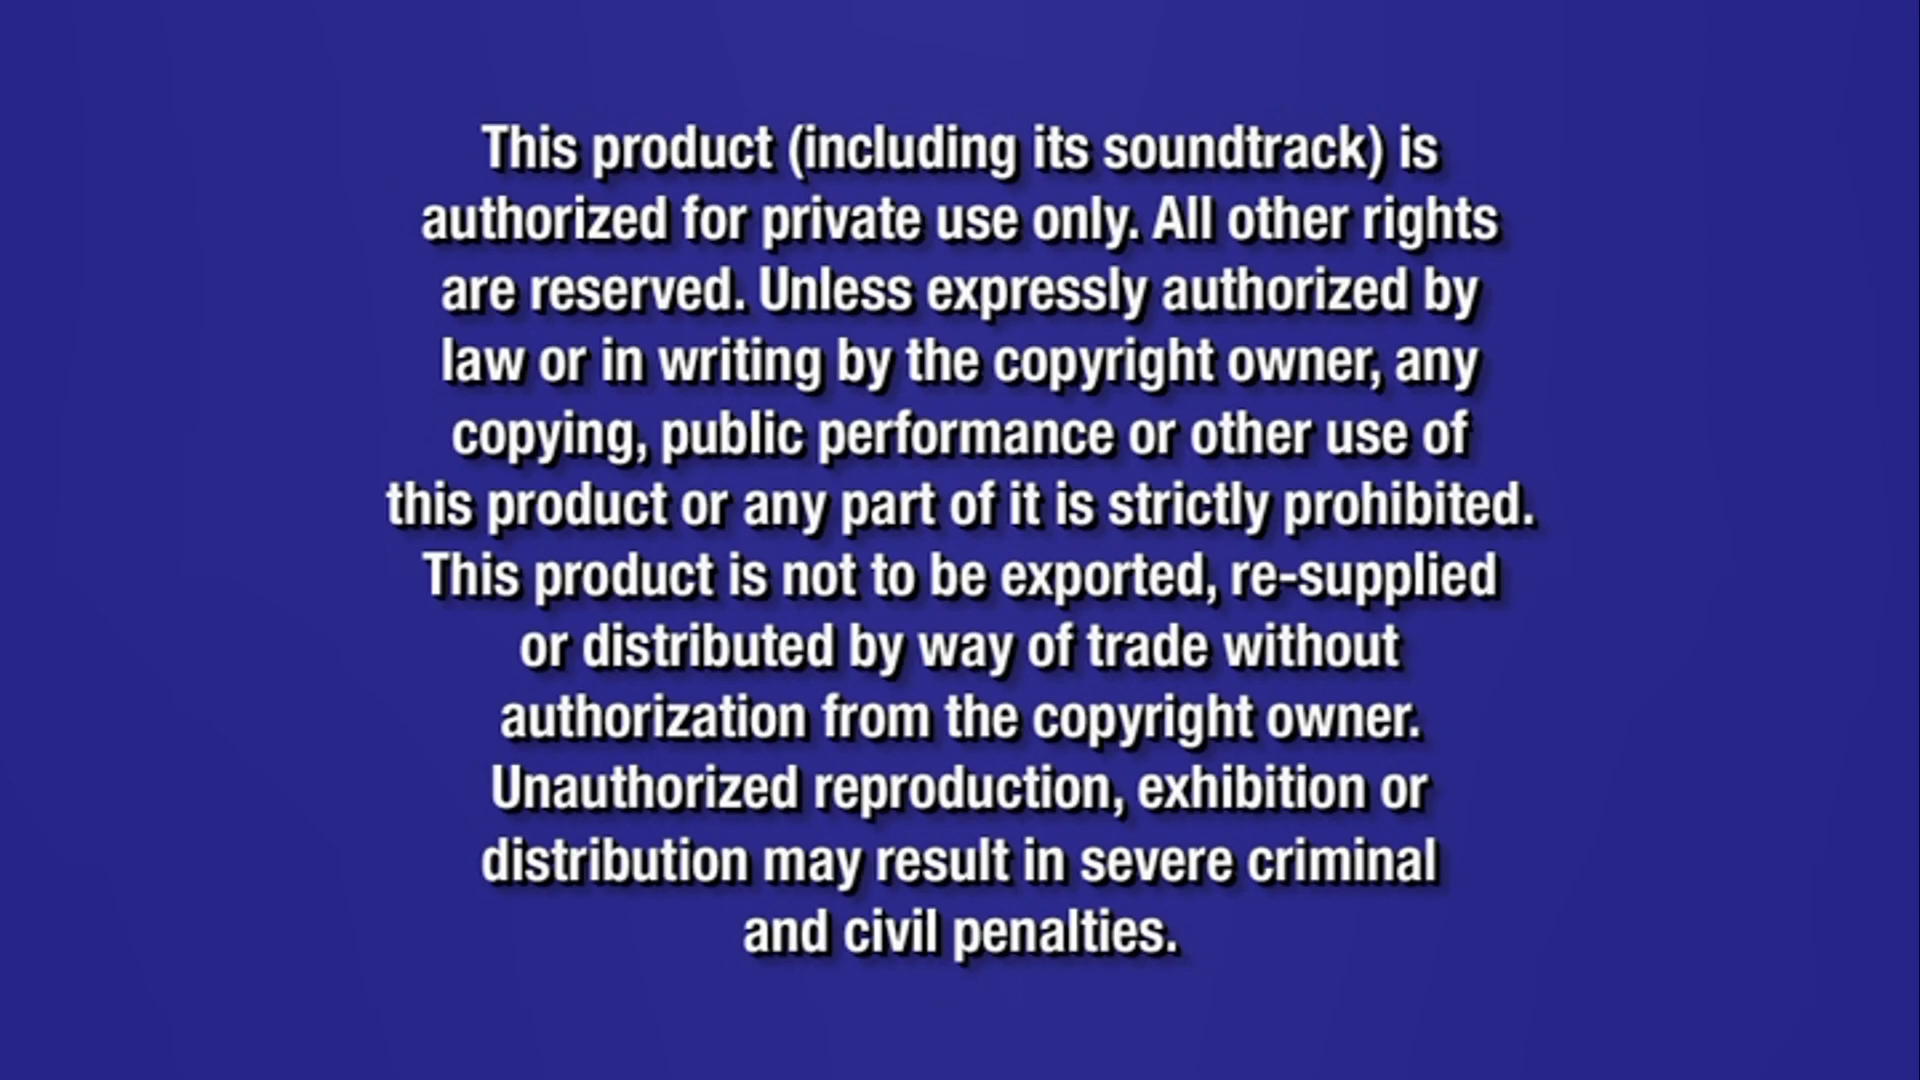 This product (including its soundtrack) is
authorized for private use only. All other rights
are reserved. Unless expressly authorized by
law or in writing by the copyright owner, any
copying, public performance or other use of
this product or any part of it is strictly prohibited.
This product is not to be exported, re-supplied
or distributed by way of trade without
authorization from the copyright owner.
Unauthorized reproduction, exhibition or
distribution may result in severe criminal
and civil penalties.